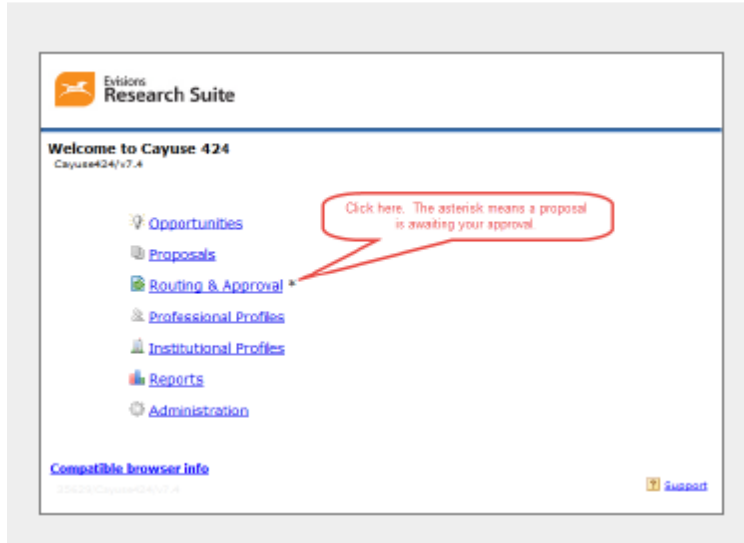 Evisions
Research Suite
Welcome to Cayuse 424
Cayuse424/v7.4
Opportunities
Click here. The asterisk means a proposal
is awaiting your approval
Proposals
Routing & Approval *
Professional Profiles
Institutional Profiles
Reports
Administration
Compatible browser info
Support